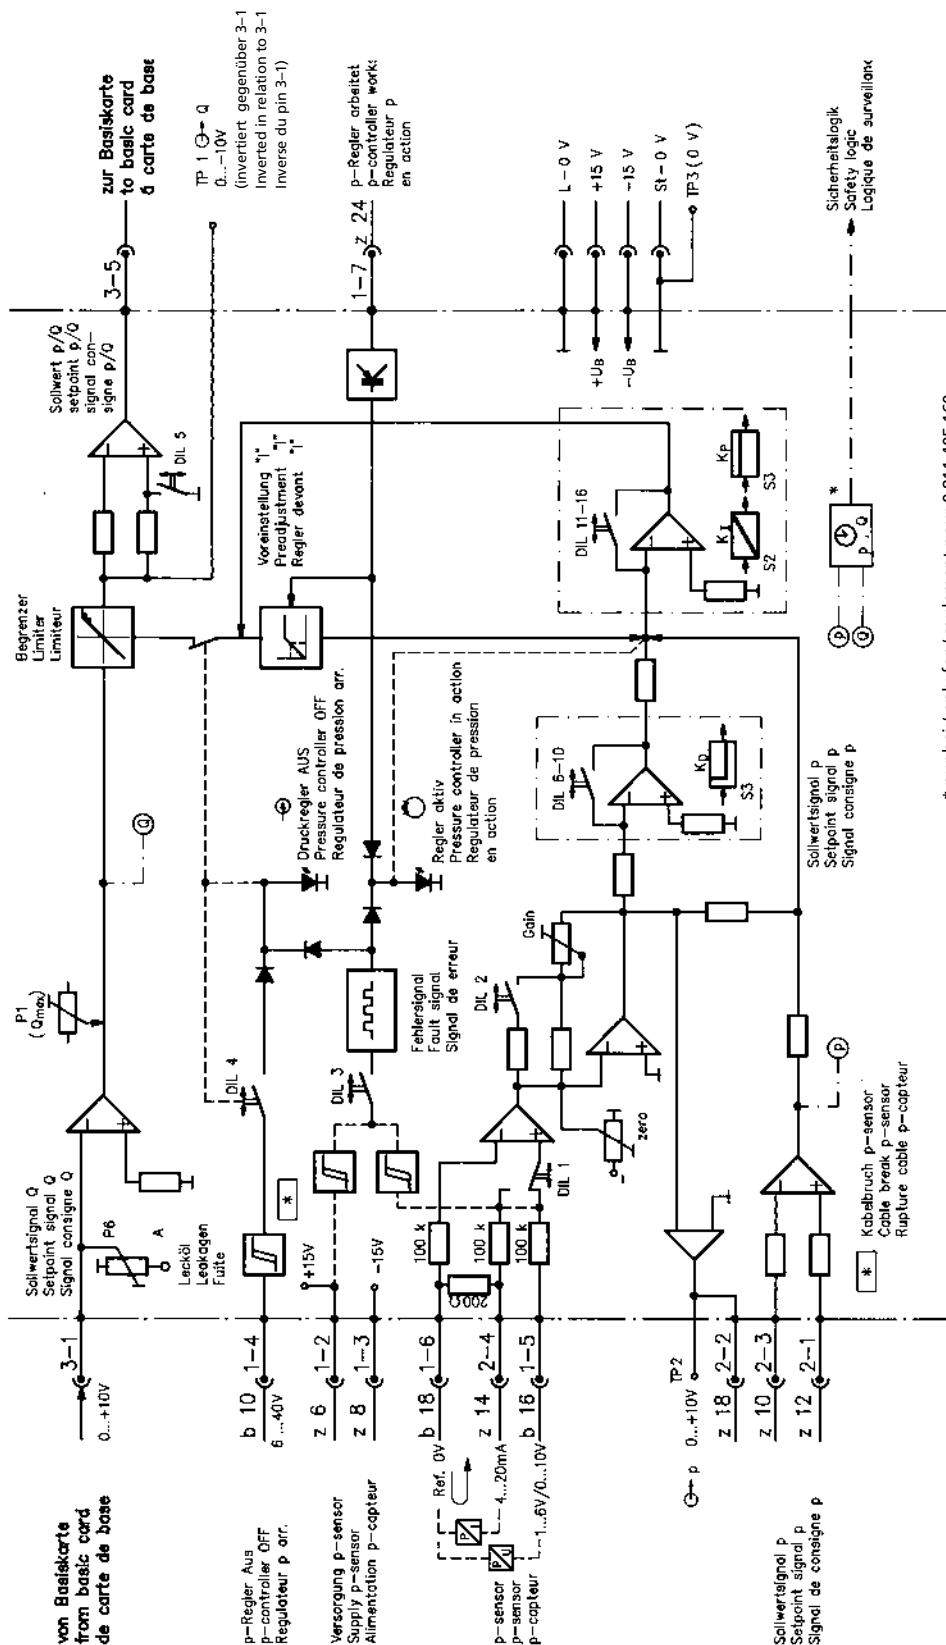 von Basiskarte
from basic card
de carte de base
3-1
0...+10V
Sollwertsignal Q
Setpoint signal Q
Signal consigne Q
P6
A
Lecköl
Leakagen
Fuite
P1
(Qmax)
Q
Begrenzer
Limiter
Limiteur
Sollwert p/Q
setpoint p/Q
signal con-
signe p/Q
DIL 5
3-5
zur Basiskarte
to basic card
à carte de base
TP 1 Q
0...-10V
(invertiert gegenüber 3-1
Inverted in relation to 3-1
Inverse du pin 3-1)
p-Regler Aus
p-controller OFF
Regulateur p arr.
b 10
1-4
6...40V
*
DIL 4
Druckregler AUS
Pressure controller OFF
Regulateur de pression arr.
Voreinstellung "I"
Preadjustment "I"
Regler devant "I"
1-7
z 24
p-Regler arbeitet
p-controller works
Regulateur p
en action
Versorgung p-sensor
Supply p-sensor
Alimentation p-capteur
z 6
1-2
z 8
1-3
+15V
-15V
DIL 3
Fehlersignal
Fault signal
Signal de erreur
Regler aktiv
Pressure controller in action
Regulateur de pression
en action
p-sensor
p-sensor
p-capteur
P
I
P
U
Ref. 0V
4...20mA
1...6V/0...10V
b 18
1-6
z 14
2-4
b 16
1-5
200Ω
100 k
100 k
100 k
DIL 1
zero
DIL 2
Gain
DIL 6-10
Kp
S3
DIL 11-16
KI
S2
Kp
S3
L-0 V
+15 V
-15 V
St-0 V
TP3 (0 V)
+UB
-UB
p 0...+10V
TP2
z 18
2-2
z 10
2-3
z 12
2-1
Sollwertsignal p
Setpoint signal p
Signal de consigne p
*
Kabelbruch p-sensor
Cable break p-sensor
Rupture cable p-capteur
P
Sollwertsignal p
Setpoint signal p
Signal consigne p
P
Q
P, Q
*
Sicherheitslogik
Safety logic
Logique de surveillanc